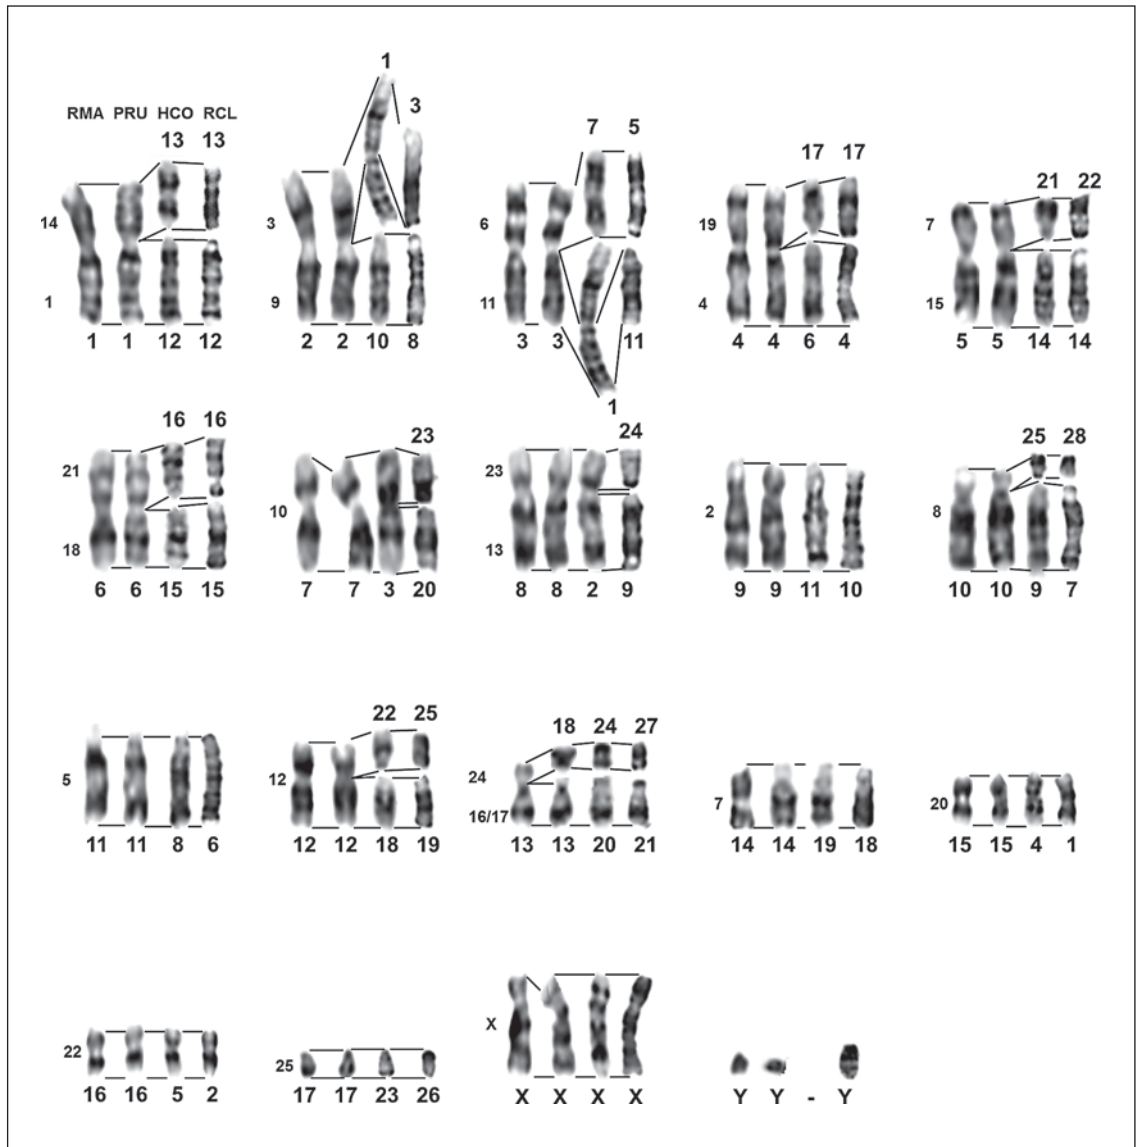 1
3
RMA PRU HCO RCL
13 13
7 5
17 17
21 22
14
3
6
19
7
1
9
11
4
15
1 1 12 12
2 2 10 8
3 3 11
4 4 6 4
5 5 14 14
1
16 16
23
24
25 28
21
10
23
2
8
18
13
6 6 15 15
7 7 3 20
8 8 2 9
9 9 11 10
10 10 9 7
22 25
18 24 27
5
12
24
7
20
16/17
11 11 8 6
12 12 18 19
13 13 20 21
14 14 19 18
15 15 4 1
X
22
25
16 16 5 2
17 17 23 26
X X X X
Y Y - Y